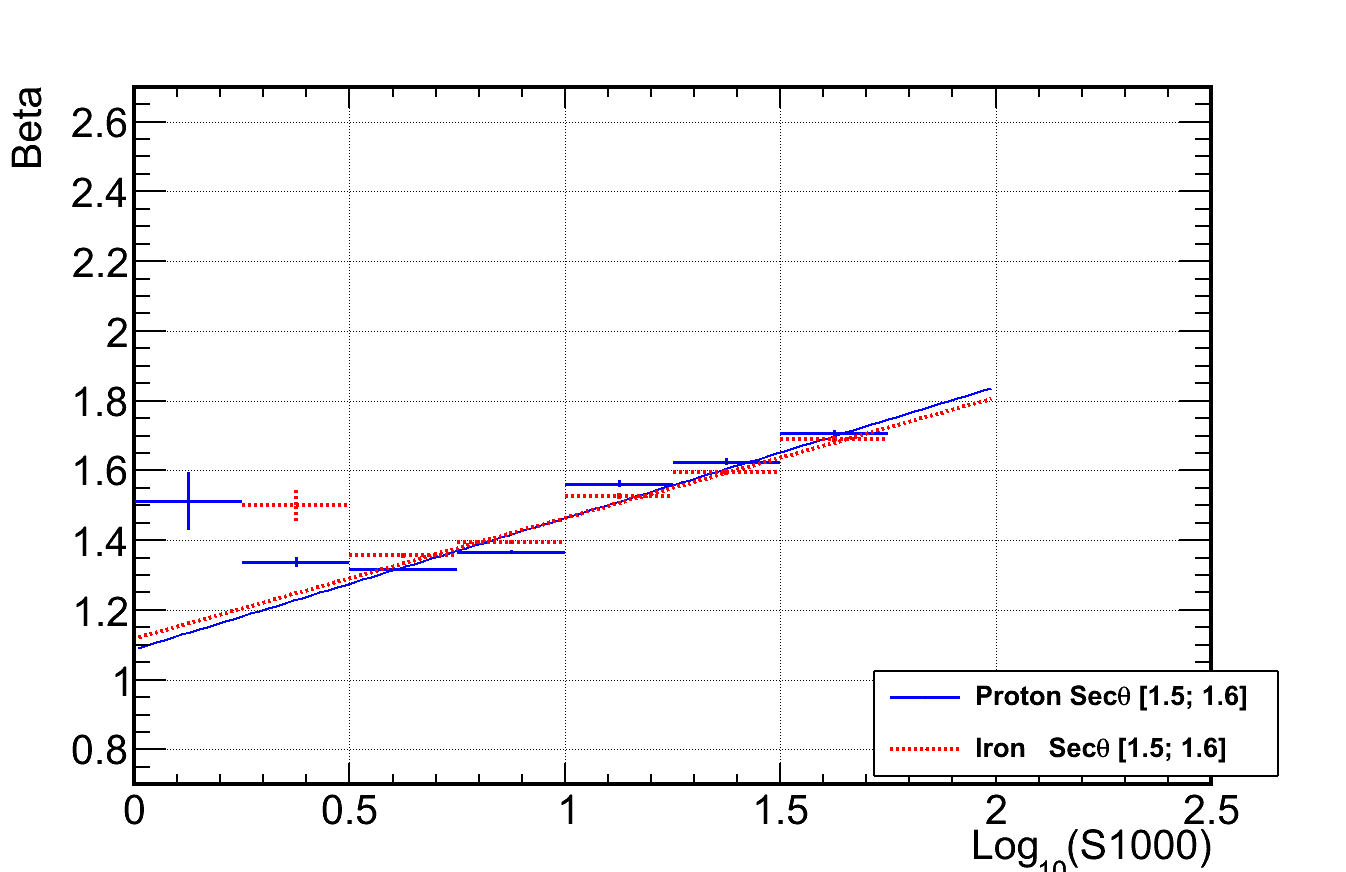 Beta
2.6
2.4
2.2
2
1.8
1.6
1.4
1.2
1
0.8
0 0.5 1 1.5 2 2.5
Log10(S1000)
Proton Secθ [1.5; 1.6]
Iron Secθ [1.5; 1.6]